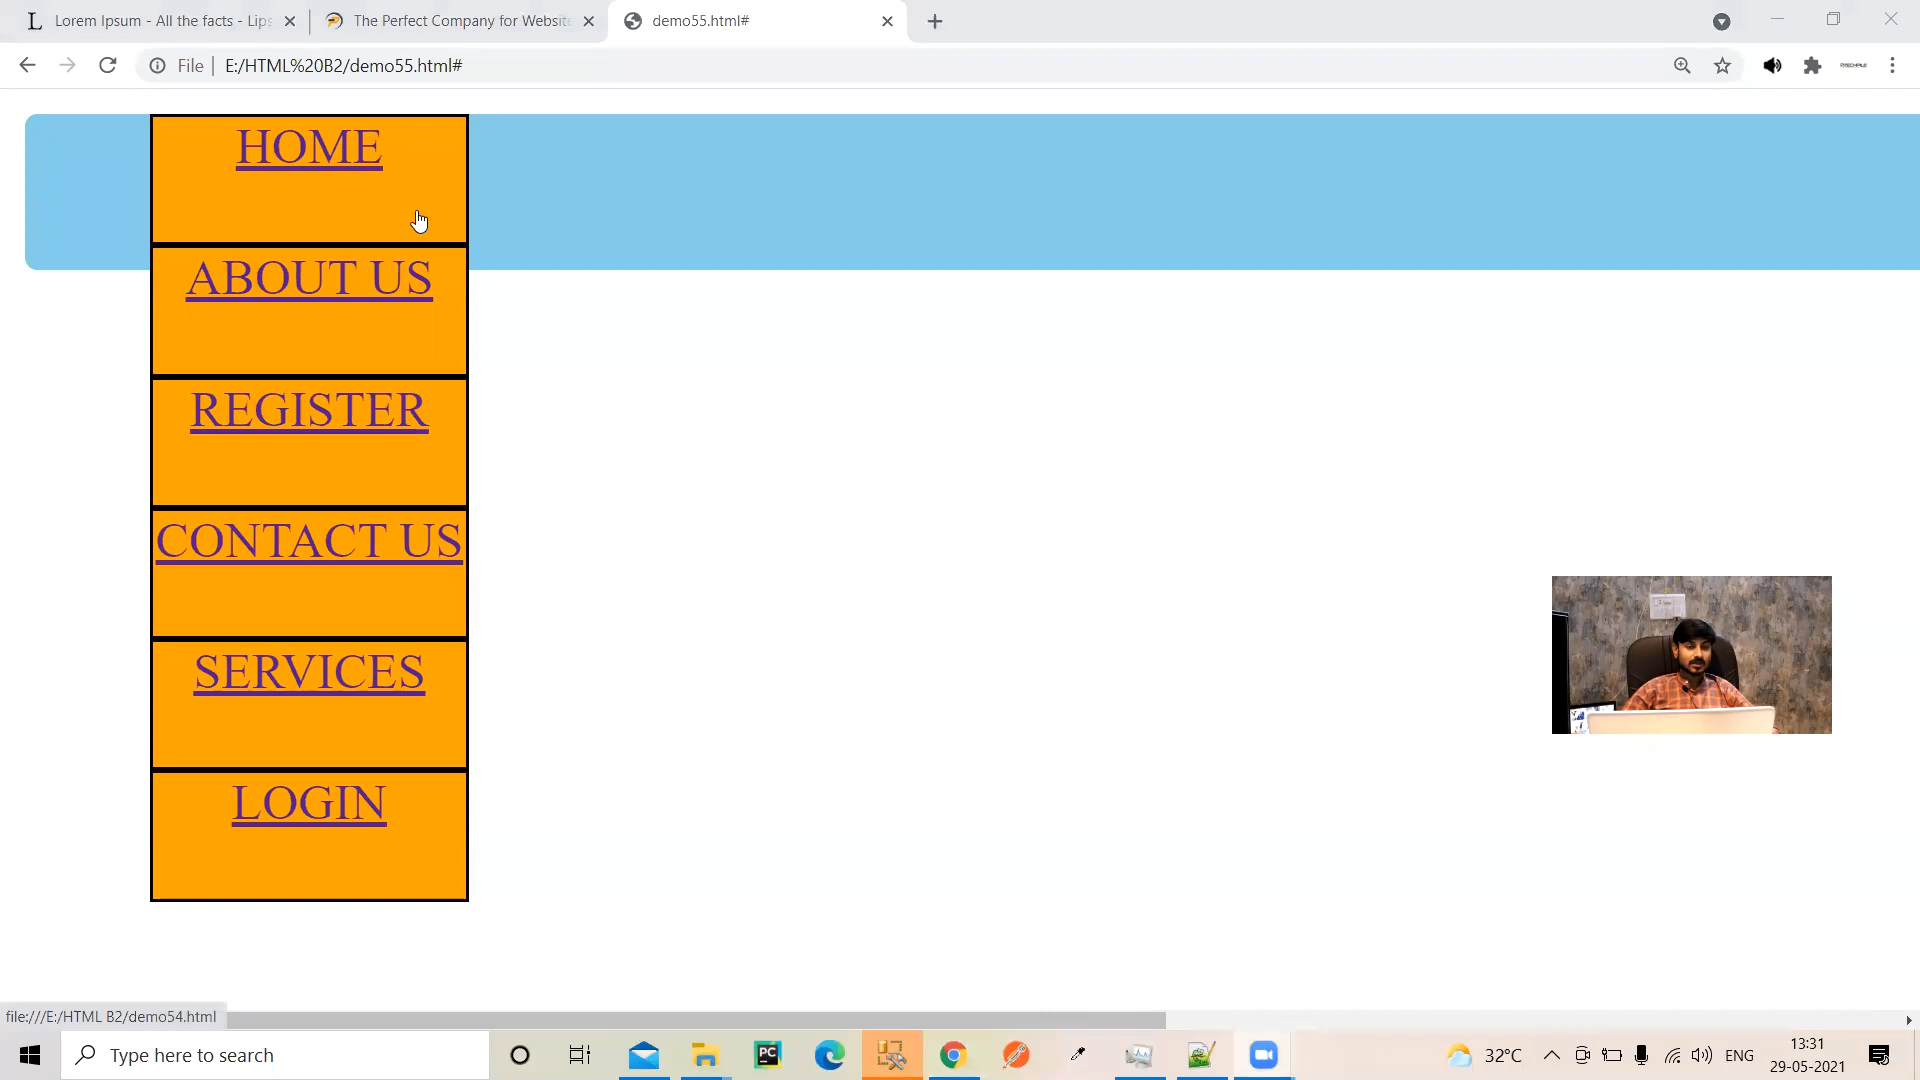 Lorem Ipsum - All the facts - Lips
The Perfect Company for Website
demo55.html#
File
E:/HTML%20B2/demo55.html#
HOME
ABOUT US
REGISTER
CONTACT US
SERVICES
LOGIN
file:///E:/HTML B2/demo54.html
Type here to search
PC
32°C
ENG
13:31
29-05-2021